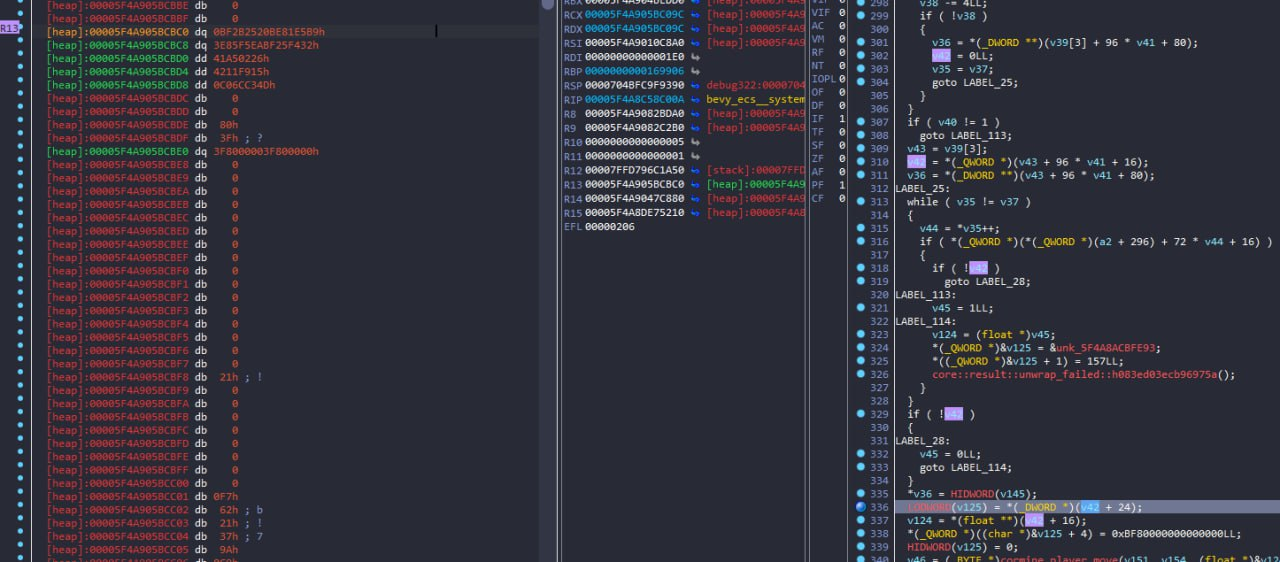 [heap]:00005F4A905BCBBE db 0
[heap]:00005F4A905BCBBF db 0
R13
[heap]:00005F4A905BCBC0 dq 0BF2B2520BE81E5B9h
[heap]:00005F4A905BCBC8 dq 3E85F5EABF25F432h
[heap]:00005F4A905BCBD0 dd 41A50226h
[heap]:00005F4A905BCBD4 dd 4211F915h
[heap]:00005F4A905BCBD8 dd 0C06CC34Dh
[heap]:00005F4A905BCBDC db 0
[heap]:00005F4A905BCBDD db 0
[heap]:00005F4A905BCBDE db 80h
[heap]:00005F4A905BCBDF db 3Fh ; ?
[heap]:00005F4A905BCBE0 dq 3F8000003F800000h
[heap]:00005F4A905BCBE8 db 0
[heap]:00005F4A905BCBE9 db 0
[heap]:00005F4A905BCBEA db 0
[heap]:00005F4A905BCBEB db 0
[heap]:00005F4A905BCBEC db 0
[heap]:00005F4A905BCBED db 0
[heap]:00005F4A905BCBEE db 0
[heap]:00005F4A905BCBEF db 0
[heap]:00005F4A905BCBF0 db 0
[heap]:00005F4A905BCBF1 db 0
[heap]:00005F4A905BCBF2 db 0
[heap]:00005F4A905BCBF3 db 0
[heap]:00005F4A905BCBF4 db 0
[heap]:00005F4A905BCBF5 db 0
[heap]:00005F4A905BCBF6 db 0
[heap]:00005F4A905BCBF7 db 0
[heap]:00005F4A905BCBF8 db 21h ; !
[heap]:00005F4A905BCBF9 db 0
[heap]:00005F4A905BCBFA db 0
[heap]:00005F4A905BCBFB db 0
[heap]:00005F4A905BCBFC db 0
[heap]:00005F4A905BCBFD db 0
[heap]:00005F4A905BCBFE db 0
[heap]:00005F4A905BCBFF db 0
[heap]:00005F4A905BCC00 db 0
[heap]:00005F4A905BCC01 db 0F7h
[heap]:00005F4A905BCC02 db 62h ; b
[heap]:00005F4A905BCC03 db 21h ; !
[heap]:00005F4A905BCC04 db 37h ; 7
[heap]:00005F4A905BCC05 db 9Ah
RCX 00005F4A905BC09C [heap]:00005F4A9
RDX 00005F4A905BC09C [heap]:00005F4A9
RSI 00005F4A9010C8A0 [heap]:00005F4A9
RDI 00000000000001E0
RBP 0000000000169906
RSP 0000704BFC9F9390 debug322:0000704
RIP 00005F4A8C58C00A bevy_ecs__system
R8 00005F4A9082BDA0 [heap]:00005F4A9
R9 00005F4A9082C2B0 [heap]:00005F4A9
R10 0000000000000005
R11 0000000000000001
R12 00007FFD796C1A50 [stack]:00007FFD
R13 00005F4A905BCBC0 [heap]:00005F4A9
R14 00005F4A9047C880 [heap]:00005F4A9
R15 00005F4A8DE75210 [heap]:00005F4A8
EFL 00000206
VIF 0
AC 0
VM 0
RF 0
NT 0
IOPL 0
OF 0
DF 0
IF 1
TF 0
SF 0
ZF 0
AF 0
PF 1
CF 0
298 v38 -= 4LL;
299 if ( !v38 )
300 {
301 v36 = *(_DWORD **)(v39[3] + 96 * v41 + 80);
302 v42 = 0LL;
303 v35 = v37;
304 goto LABEL_25;
305 }
306 }
307 if ( v40 != 1 )
308 goto LABEL_113;
309 v43 = v39[3];
310 v42 = *(_QWORD *)(v43 + 96 * v41 + 16);
311 v36 = *(_DWORD **)(v43 + 96 * v41 + 80);
312 LABEL_25:
313 while ( v35 != v37 )
314 {
315 v44 = *v35++;
316 if ( *(_QWORD *)(*(_QWORD *)(a2 + 296) + 72 * v44 + 16) )
317 {
318 if ( !v42 )
319 goto LABEL_28;
320 LABEL_113:
321 v45 = 1LL;
322 LABEL_114:
323 v124 = (float *)v45;
324 *(_QWORD *)&v125 = &unk_5F4A8ACBFE93;
325 *((_QWORD *)&v125 + 1) = 157LL;
326 core::result::unwrap_failed::h083ed03ecb96975a();
327 }
328 }
329 if ( !v42 )
330 {
331 LABEL_28:
332 v45 = 0LL;
333 goto LABEL_114;
334 }
335 *v36 = HIDWORD(v145);
336 LODWORD(v125) = *(_DWORD *)(v42 + 24);
337 v124 = *(float **)(v42 + 16);
338 *(_QWORD *)((char *)&v125 + 4) = 0xBF80000000000000LL;
339 HIDWORD(v125) = 0;